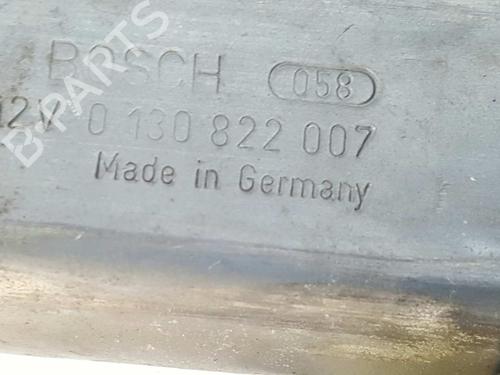 B-PARTS
BOSCH 058
12V 0 130 822 007
Made in Germany